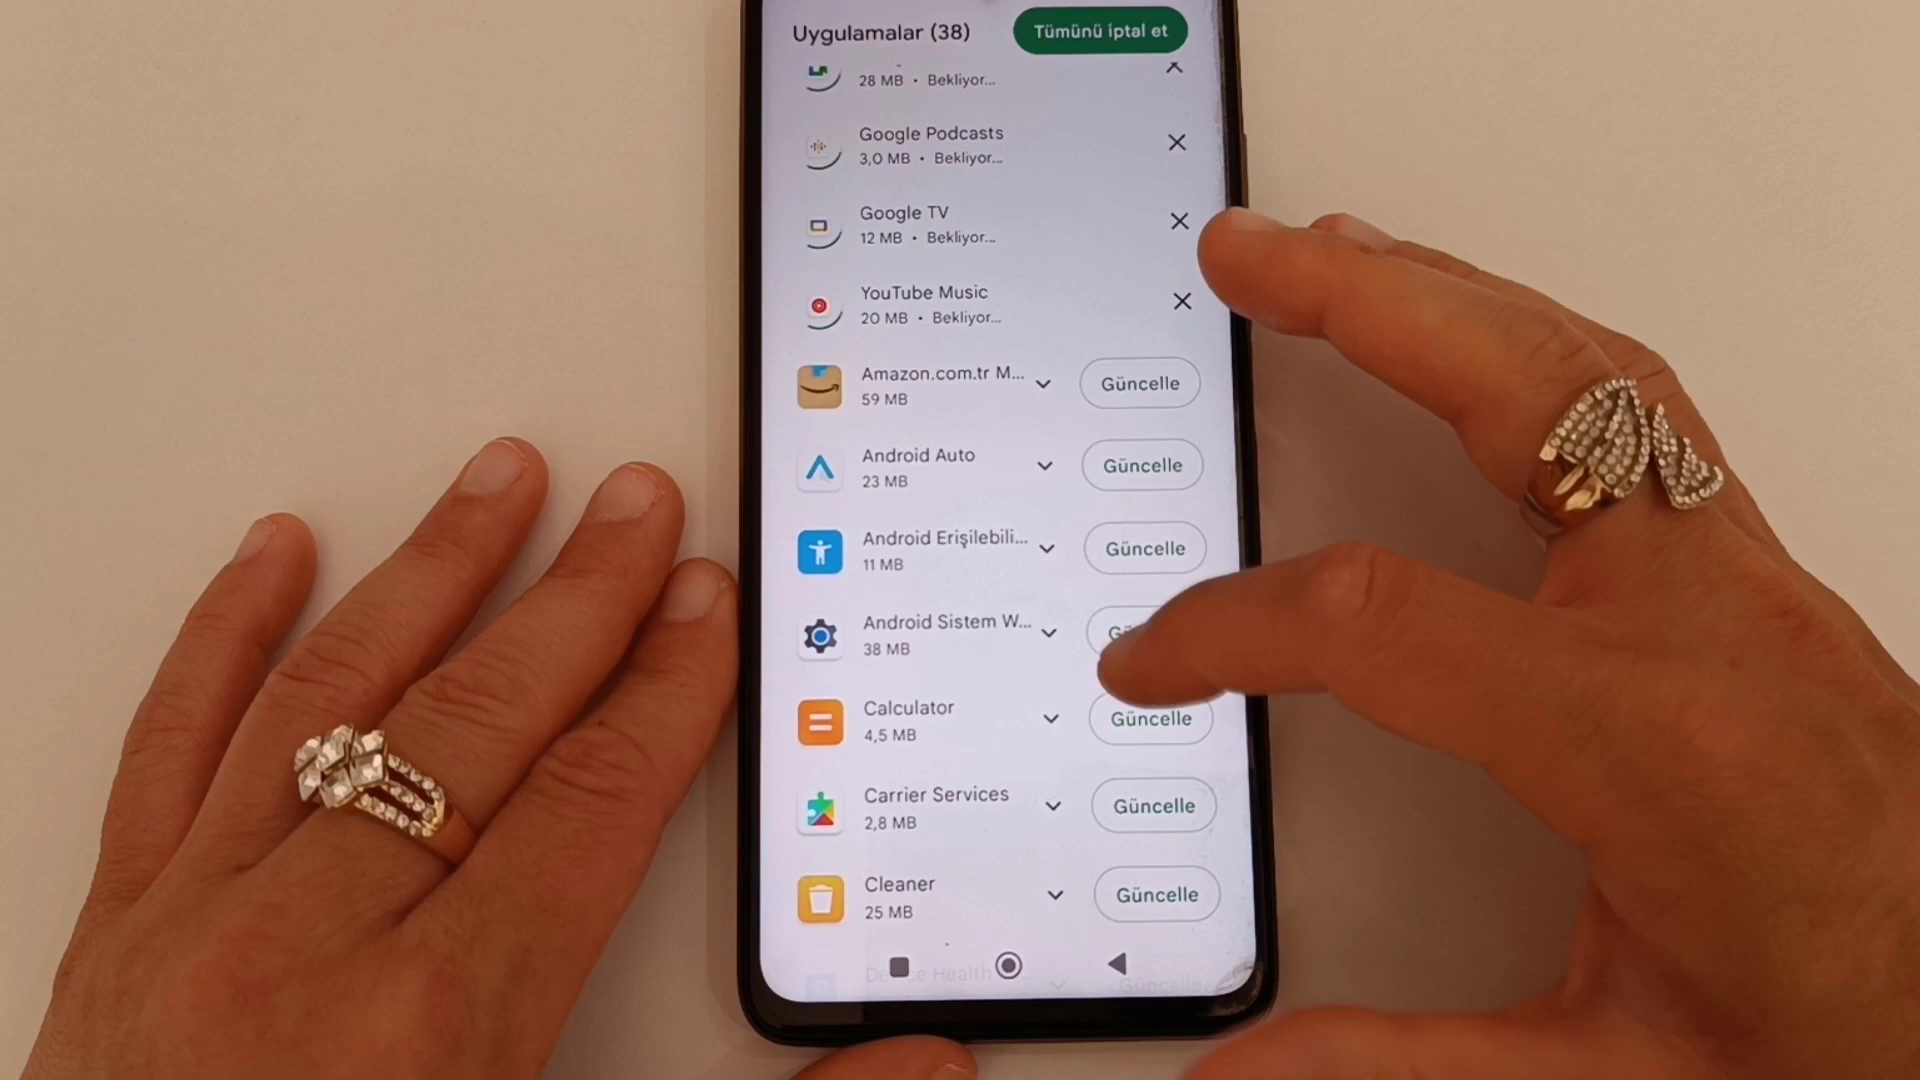 Uygulamalar (38)
Tümünü iptal et
28 MB • Bekliyor...
Google Podcasts
3,0 MB • Bekliyor...
Google TV
12 MB • Bekliyor...
YouTube Music
20 MB • Bekliyor...
Amazon.com.tr M...
59 MB
Güncelle
Android Auto
23 MB
Güncelle
Android Erişilebili...
11 MB
Güncelle
Android Sistem W...
38 MB
Calculator
4,5 MB
Güncelle
Carrier Services
2,8 MB
Güncelle
Cleaner
25 MB
Güncelle
Health
Güncelle